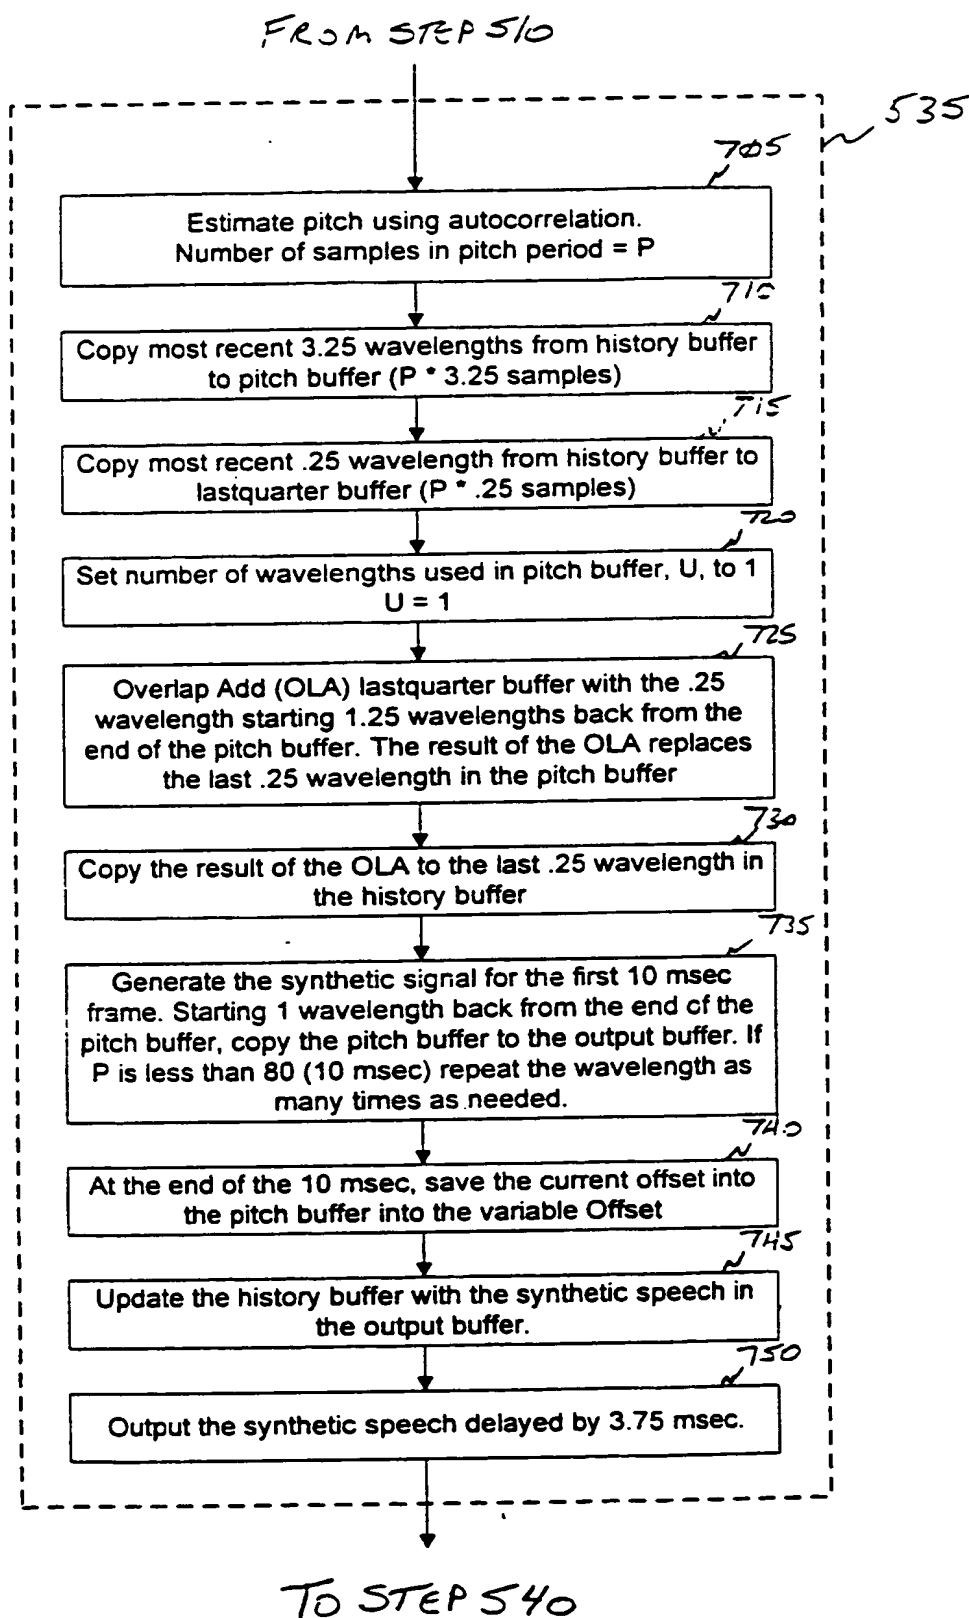 FROM STEP 510
535
705
Estimate pitch using autocorrelation.
Number of samples in pitch period = P
710
Copy most recent 3.25 wavelengths from history buffer
to pitch buffer (P * 3.25 samples)
715
Copy most recent .25 wavelength from history buffer to
lastquarter buffer (P * .25 samples)
720
Set number of wavelengths used in pitch buffer, U, to 1
U = 1
725
Overlap Add (OLA) lastquarter buffer with the .25
wavelength starting 1.25 wavelengths back from the
end of the pitch buffer. The result of the OLA replaces
the last .25 wavelength in the pitch buffer
730
Copy the result of the OLA to the last .25 wavelength in
the history buffer
735
Generate the synthetic signal for the first 10 msec
frame. Starting 1 wavelength back from the end of the
pitch buffer, copy the pitch buffer to the output buffer. If
P is less than 80 (10 msec) repeat the wavelength as
many times as needed.
740
At the end of the 10 msec, save the current offset into
the pitch buffer into the variable Offset
745
Update the history buffer with the synthetic speech in
the output buffer.
750
Output the synthetic speech delayed by 3.75 msec.
TO STEP 540